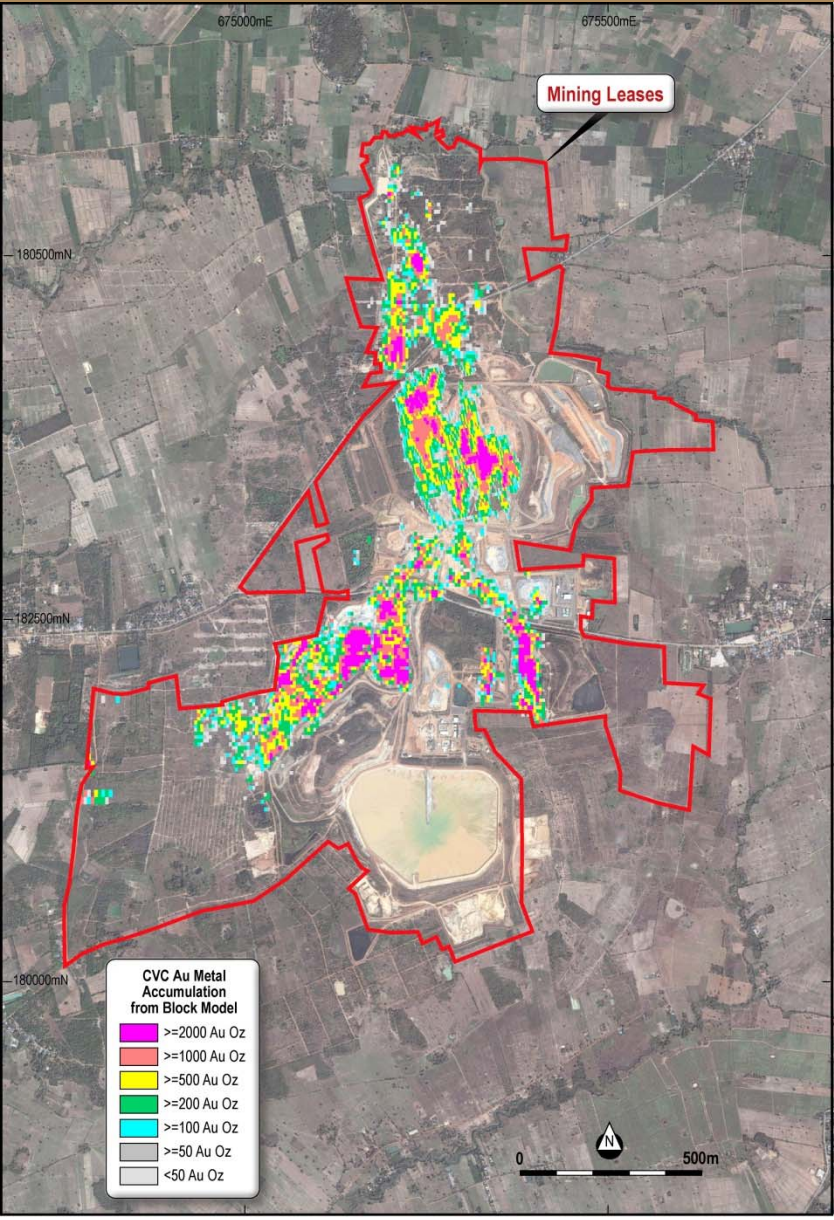 675000mE
675500mE
Mining Leases
180500mN
182500mN
180000mN
CVC Au Metal
Accumulation
from Block Model
>=2000 Au Oz
>=1000 Au Oz
>=500 Au Oz
>=200 Au Oz
>=100 Au Oz
>=50 Au Oz
<50 Au Oz
N
0
500m